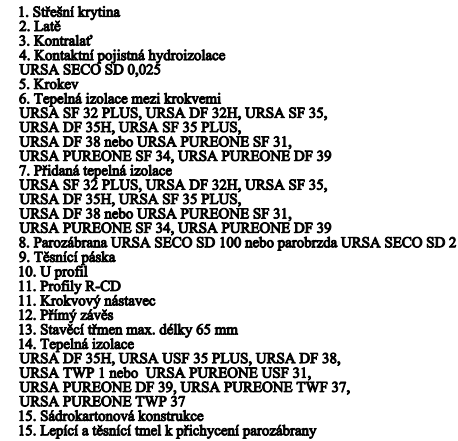 1. Střešní krytina
2. Latě
3. Kontralať
4. Kontaktní pojistná hydroizolace
URSA SECO SD 0,025
5. Krokev
6. Tepelná izolace mezi krokvemi
URSA SF 32 PLUS, URSA DF 32H, URSA SF 35,
URSA DF 35H, URSA SF 35 PLUS,
URSA DF 38 nebo URSA PUREONE SF 31,
URSA PUREONE SF 34, URSA PUREONE DF 39
7. Přidaná tepelná izolace
URSA SF 32 PLUS, URSA DF 32H, URSA SF 35,
URSA DF 35H, URSA SF 35 PLUS,
URSA DF 38 nebo URSA PUREONE SF 31,
URSA PUREONE SF 34, URSA PUREONE DF 39
8. Parozábrana URSA SECO SD 100 nebo parobrzda URSA SECO SD 2
9. Těsnící páska
10. U profil
11. Profily R-CD
11. Krokvový nástavec
12. Přímý závěs
13. Stavěcí třmen max. délky 65 mm
14. Tepelná izolace
URSA DF 35H, URSA USF 35 PLUS, URSA DF 38,
URSA TWP 1 nebo URSA PUREONE USF 31,
URSA PUREONE DF 39, URSA PUREONE TWF 37,
URSA PUREONE TWP 37
15. Sádrokartonová konstrukce
15. Lepící a těsnící tmel k přichycení parozábrany